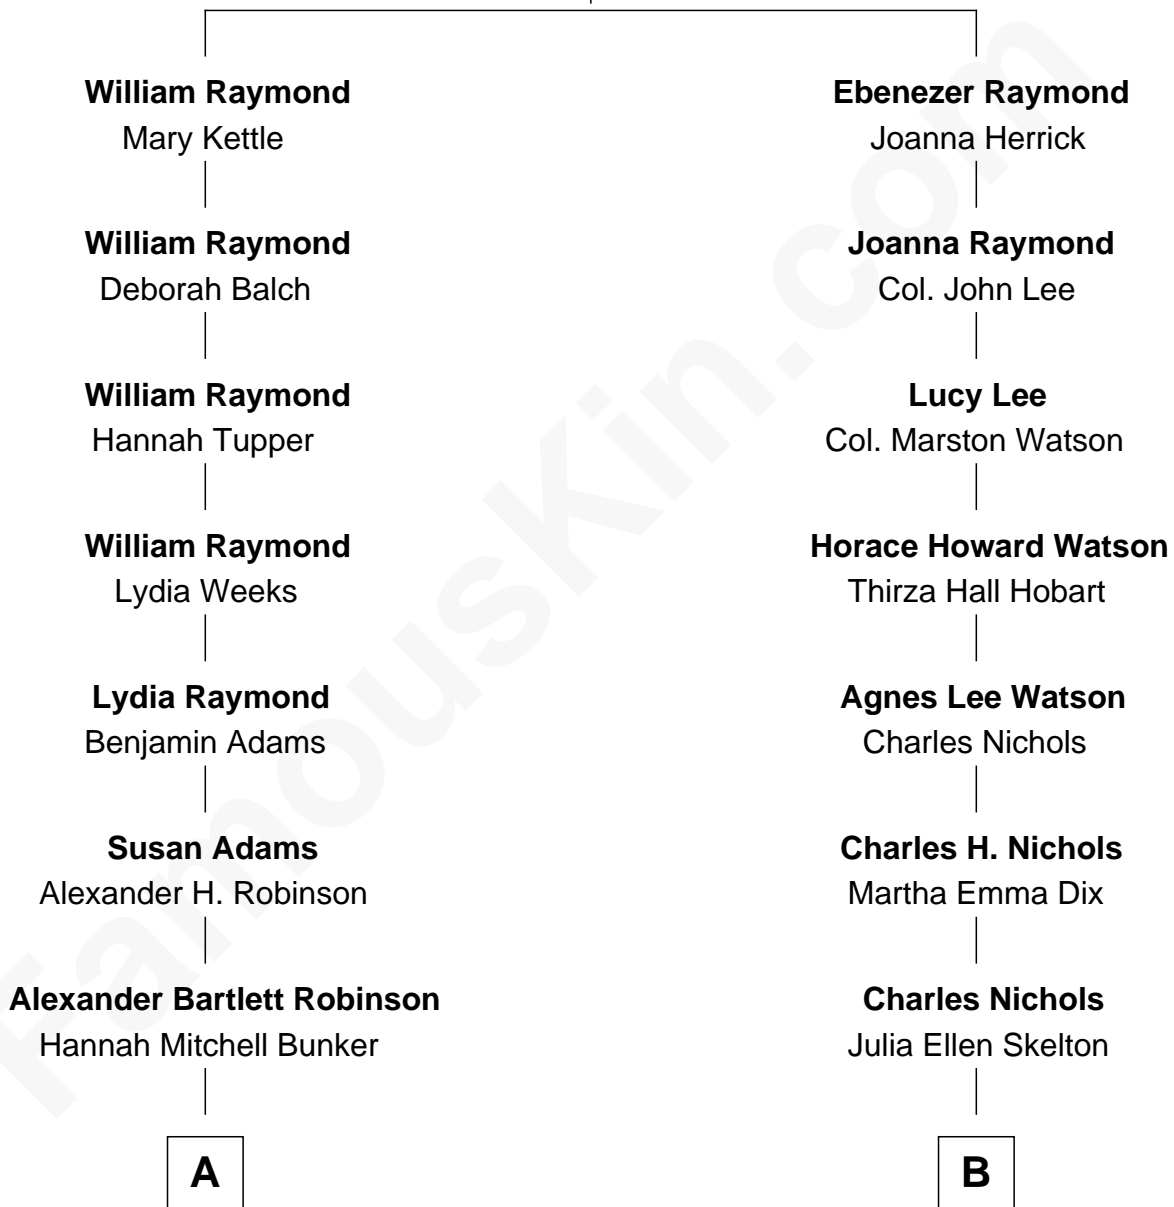 William Raymond
Mary Kettle
William Raymond
Deborah Balch
William Raymond
Hannah Tupper
William Raymond
Lydia Weeks
Lydia Raymond
Benjamin Adams
Susan Adams
Alexander H. Robinson
Alexander Bartlett Robinson
Hannah Mitchell Bunker
A
Ebenezer Raymond
Joanna Herrick
Joanna Raymond
Col. John Lee
Lucy Lee
Col. Marston Watson
Horace Howard Watson
Thirza Hall Hobart
Agnes Lee Watson
Charles Nichols
Charles H. Nichols
Martha Emma Dix
Charles Nichols
Julia Ellen Skelton
B
FamousKin.com